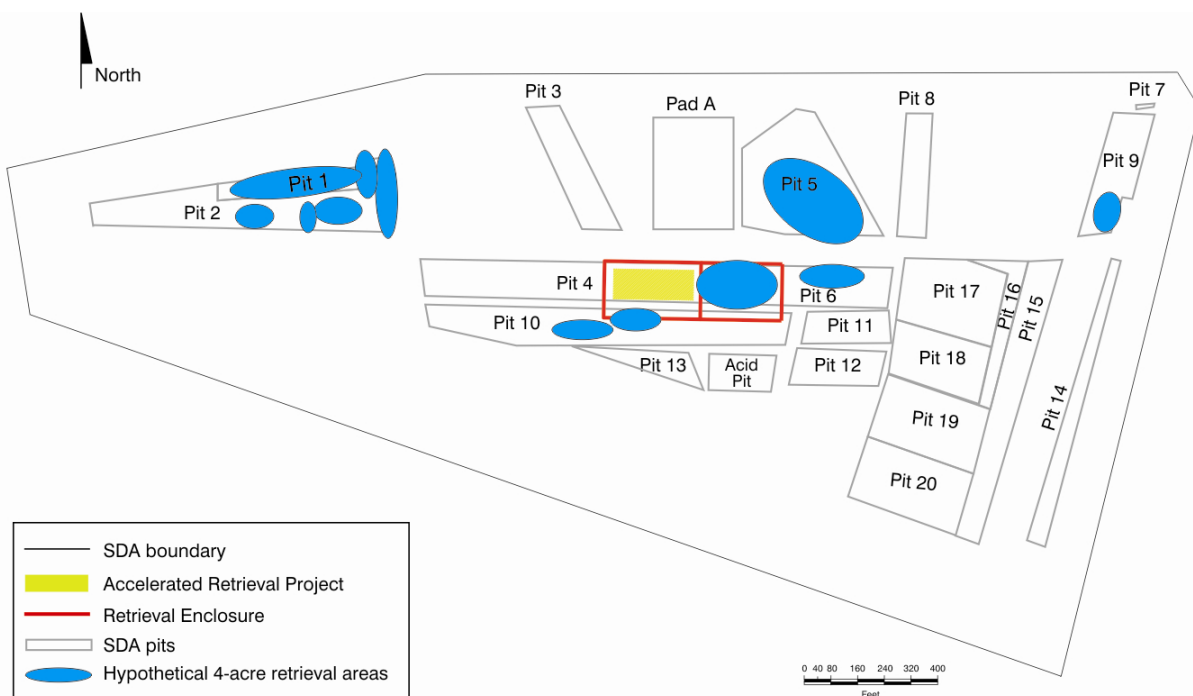 North
Pit 3
Pad A
Pit 8
Pit 7
Pit 9
Pit 1
Pit 2
Pit 5
Pit 4
Pit 6
Pit 10
Pit 11
Pit 13
Acid
Pit
Pit 12
Pit 17
Pit 16
Pit 15
Pit 18
Pit 14
Pit 19
Pit 20
SDA boundary
Accelerated Retrieval Project
Retrieval Enclosure
SDA pits
Hypothetical 4-acre retrieval areas
0 40 80 160 240 320 400
Feet